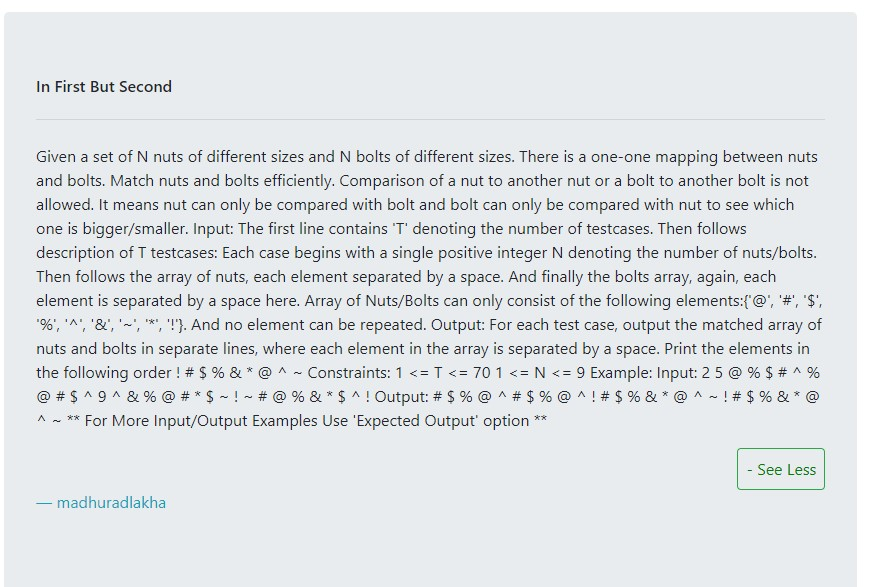 In First But Second
Given a set of N nuts of different sizes and N bolts of different sizes. There is a one-one mapping between nuts
and bolts. Match nuts and bolts efficiently. Comparison of a nut to another nut or a bolt to another bolt is not
allowed. It means nut can only be compared with bolt and bolt can only be compared with nut to see which
one is bigger/smaller. Input: The first line contains 'T' denoting the number of testcases. Then follows
description of T testcases: Each case begins with a single positive integer N denoting the number of nuts/bolts.
Then follows the array of nuts, each element separated by a space. And finally the bolts array, again, each
element is separated by a space here. Array of Nuts/Bolts can only consist of the following elements:{'@', '#', '$',
'%', '^', '&', '~', '*', '!'}. And no element can be repeated. Output: For each test case, output the matched array of
nuts and bolts in separate lines, where each element in the array is separated by a space. Print the elements in
the following order ! # $ % & * @ ^ ~ Constraints: 1 <= T <= 70 1 <= N <= 9 Example: Input: 2 5 @ % $ # ^ %
@ # $ ^ 9 ^ & % @ # * $ ~ ! ~ # @ % & * $ ^ ! Output: # $ % @ ^ # $ % @ ^ ! # $ % & * @ ^ ~ ! # $ % & * @
^ ~ ** For More Input/Output Examples Use 'Expected Output' option **
- See Less
— madhuradlakha